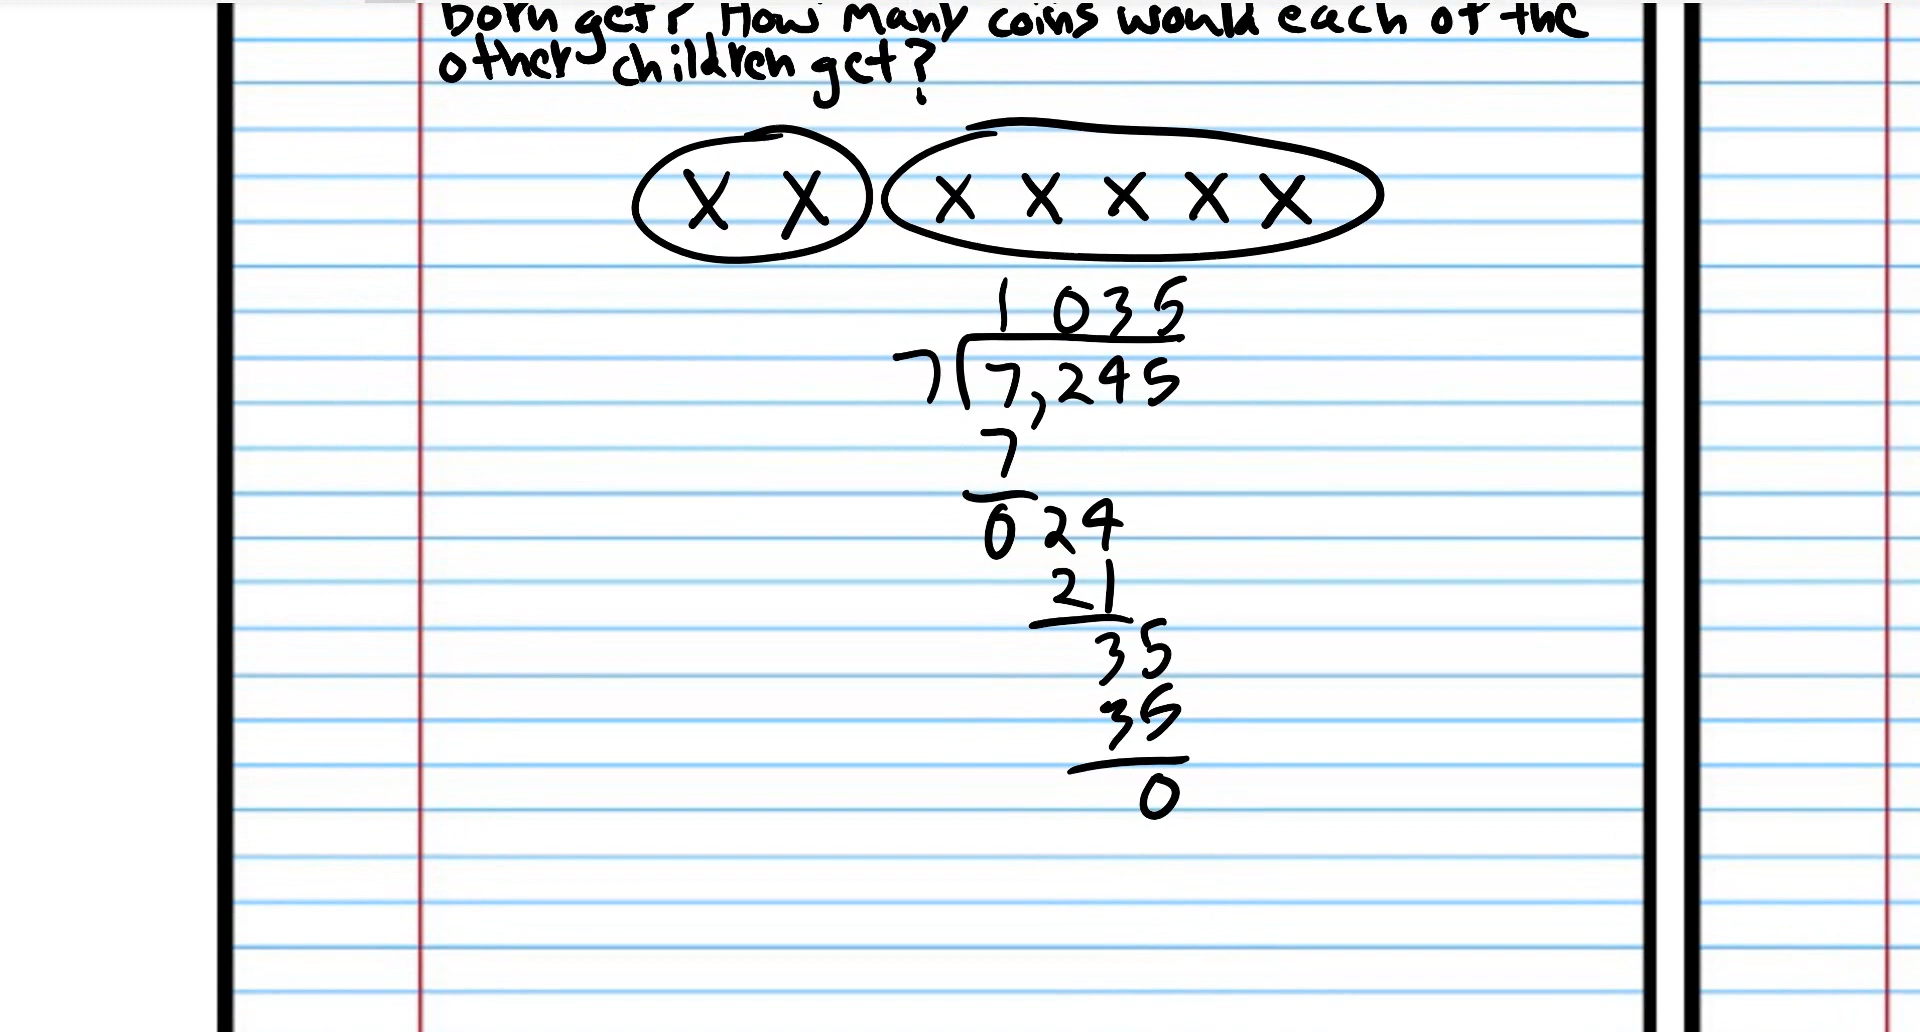 born get? How many coins would each of the
other children get?
X X X X X X X
1 035
7 7,245
7
0 24
21
35
35
0